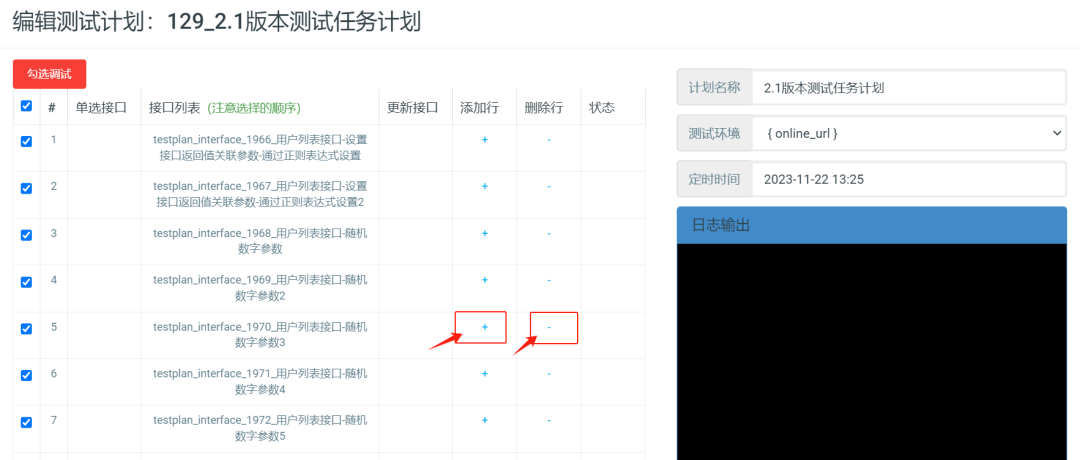 编辑测试计划：129_2.1版本测试任务计划
勾选调试
# 单选接口 接口列表 (注意选择的顺序) 更新接口 添加行 删除行 状态
1 testplan_interface_1966_用户列表接口-设置 + -
接口返回值关联参数-通过正则表达式设置
2 testplan_interface_1967_用户列表接口-设置 + -
接口返回值关联参数-通过正则表达式设置2
3 testplan_interface_1968_用户列表接口-随机 + -
数字参数
4 testplan_interface_1969_用户列表接口-随机 + -
数字参数2
5 testplan_interface_1970_用户列表接口-随机 + -
数字参数3
6 testplan_interface_1971_用户列表接口-随机 + -
数字参数4
7 testplan_interface_1972_用户列表接口-随机 + -
数字参数5
计划名称 2.1版本测试任务计划
测试环境 { online_url }
定时时间 2023-11-22 13:25
日志输出